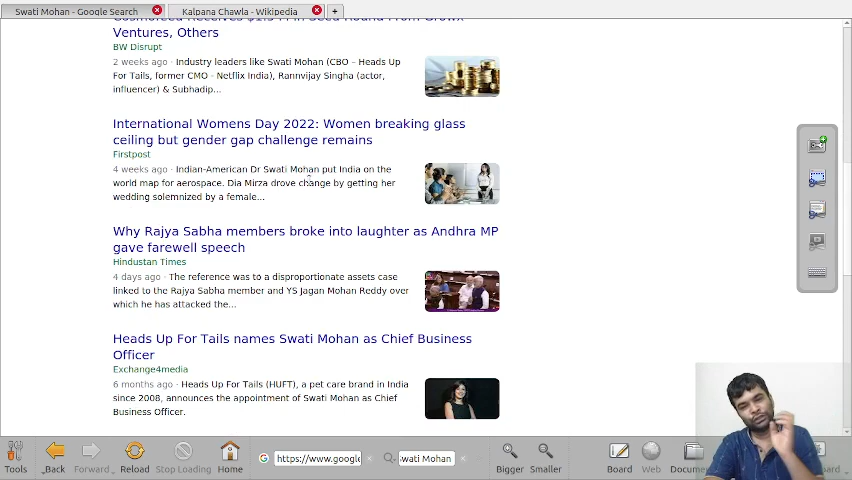 Swati Mohan - Google Search
Kalpana Chawla - Wikipedia
Ventures, Others
BW Disrupt
2 weeks ago · Industry leaders like Swati Mohan (CBO – Heads Up
For Tails, former CMO - Netflix India), Rannvijay Singha (actor,
influencer) & Subhadip...
International Womens Day 2022: Women breaking glass
ceiling but gender gap challenge remains
Firstpost
4 weeks ago · Indian-American Dr Swati Mohan put India on the
world map for aerospace. Dia Mirza drove change by getting her
wedding solemnized by a female...
Why Rajya Sabha members broke into laughter as Andhra MP
gave farewell speech
Hindustan Times
4 days ago · The reference was to a disproportionate assets case
linked to the Rajya Sabha member and YS Jagan Mohan Reddy over
which he has attacked the...
Heads Up For Tails names Swati Mohan as Chief Business
Officer
Exchange4media
6 months ago · Heads Up For Tails (HUFT), a pet care brand in India
since 2008, announces the appointment of Swati Mohan as Chief
Business Officer.
Tools
Back
Forward
Reload
Stop Loading
Home
https://www.google
wati Mohan
Bigger
Smaller
Board
Web
Docume